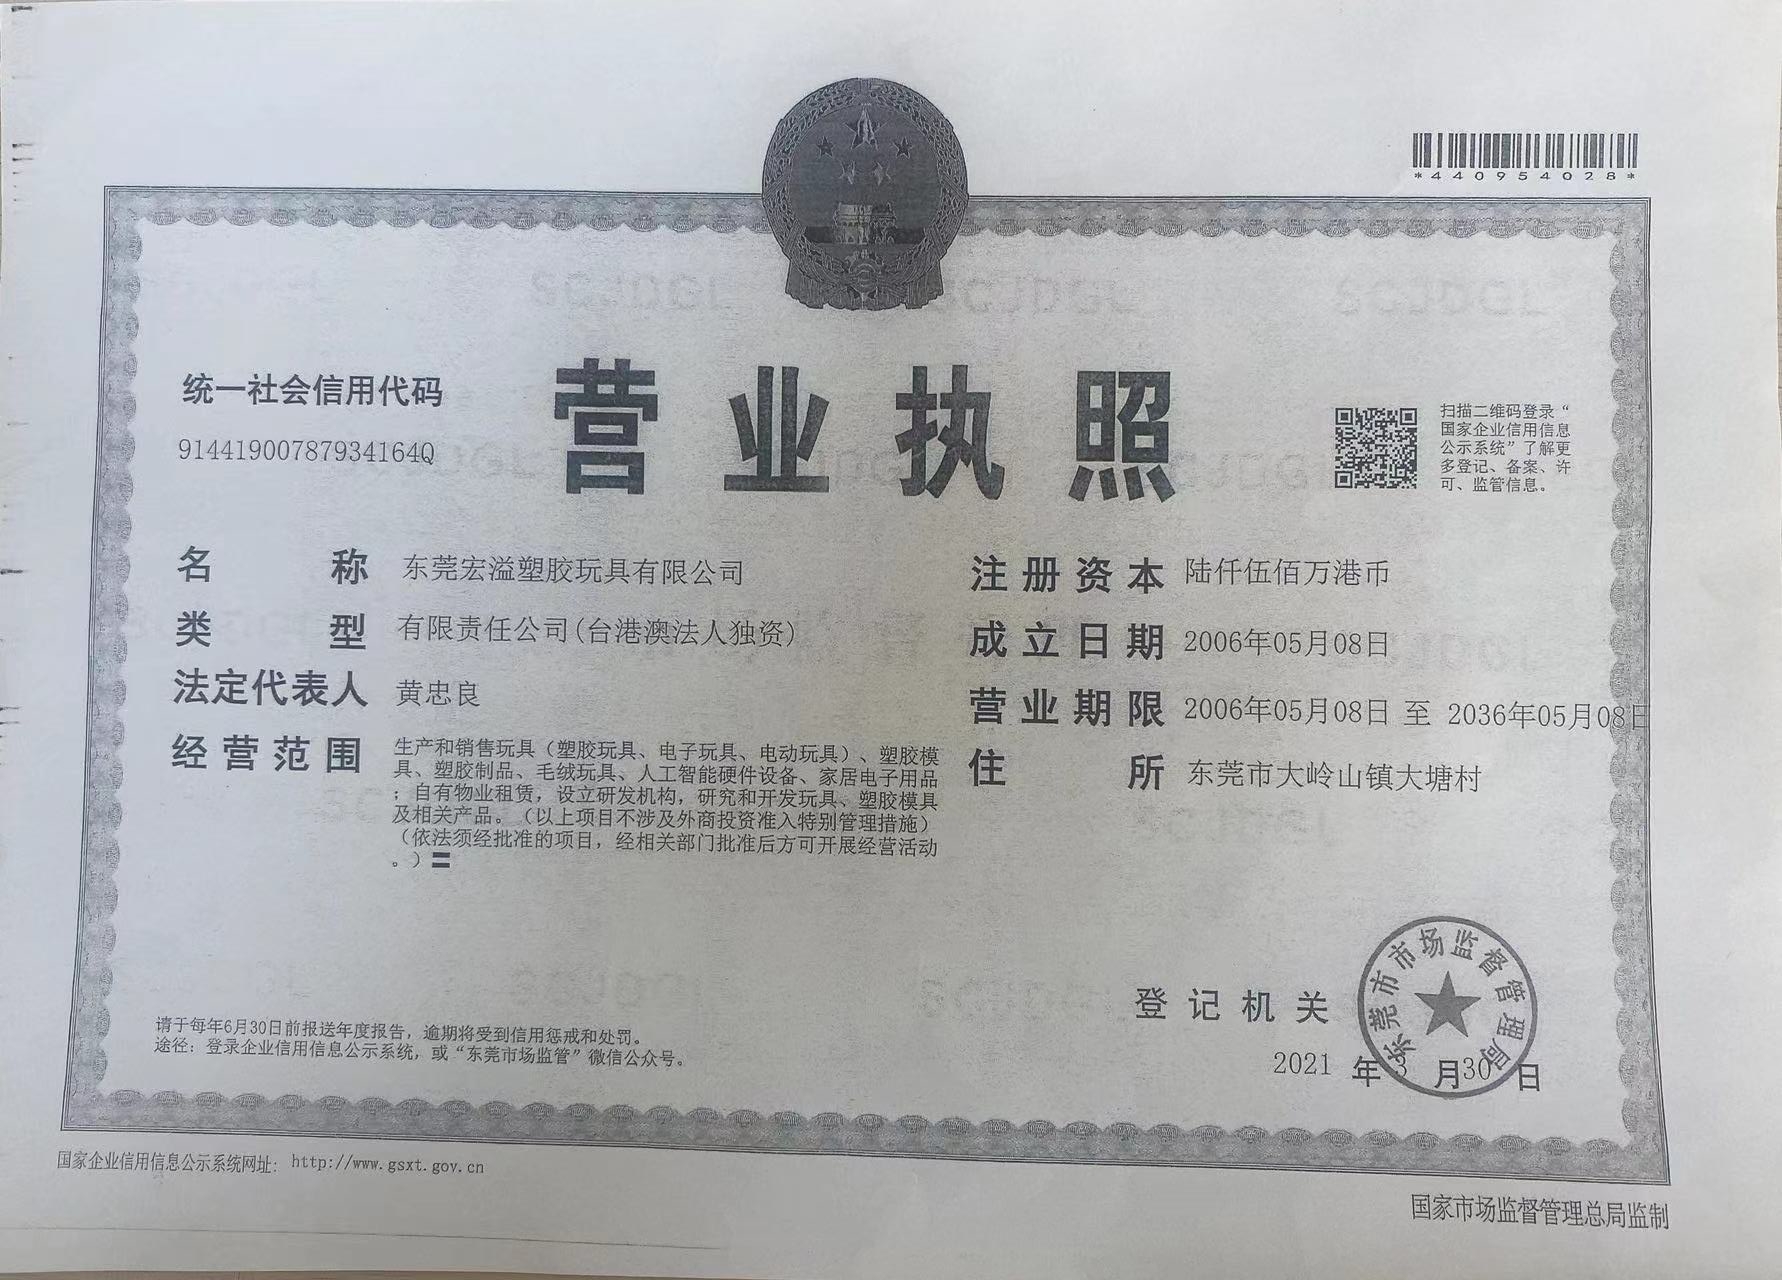 *440954028*
统一社会信用代码
91441900787934164Q
营业执照
扫描二维码登录“
国家企业信用信息
公示系统”了解更
多登记、备案、许
可、监管信息。
名称 东莞宏溢塑胶玩具有限公司
类型 有限责任公司(台港澳法人独资)
法定代表人 黄忠良
经营范围 生产和销售玩具（塑胶玩具、电子玩具、电动玩具）、塑胶模
具、塑胶制品、毛绒玩具、人工智能硬件设备、家居电子用品
；自有物业租赁，设立研发机构，研究和开发玩具、塑胶模具
及相关产品。（以上项目不涉及外商投资准入特别管理措施）
（依法须经批准的项目，经相关部门批准后方可开展经营活动
。）
注册资本 陆仟伍佰万港币
成立日期 2006年05月08日
营业期限 2006年05月08日 至 2036年05月08日
住所 东莞市大岭山镇大塘村
登记机关
东莞市市场监督管理局
2021 年 3 月 30 日
请于每年6月30日前报送年度报告，逾期将受到信用惩戒和处罚。
途径：登录企业信用信息公示系统，或“东莞市场监管”微信公众号。
国家企业信用信息公示系统网址：http://www.gsxt.gov.cn
国家市场监督管理总局监制